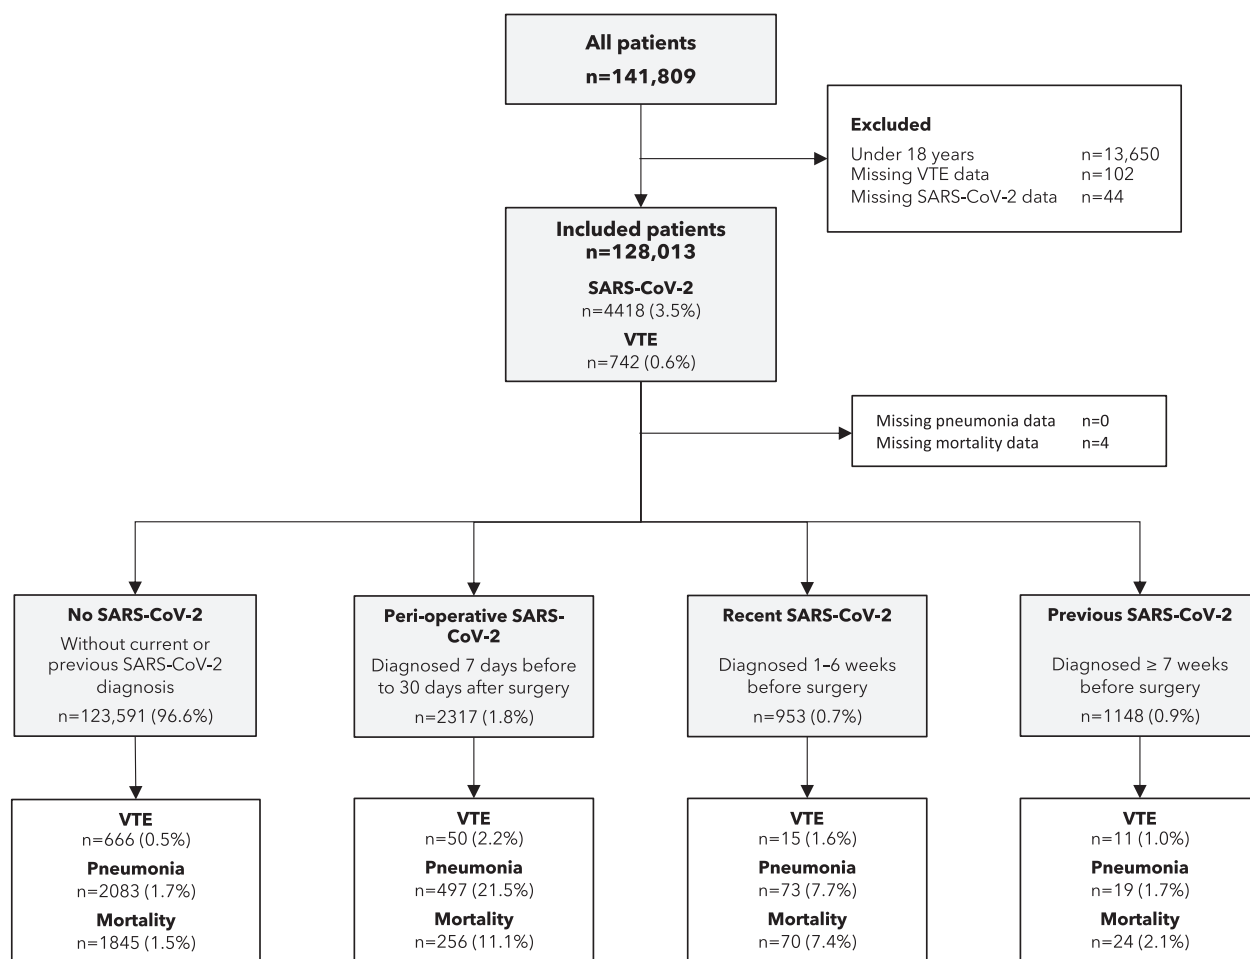 All patients
n=141,809
Excluded
Under 18 years n=13,650
Missing VTE data n=102
Missing SARS-CoV-2 data n=44
Included patients
n=128,013
SARS-CoV-2
n=4418 (3.5%)
VTE
n=742 (0.6%)
Missing pneumonia data n=0
Missing mortality data n=4
No SARS-CoV-2
Without current or
previous SARS-CoV-2
diagnosis
n=123,591 (96.6%)
Peri-operative SARS-
CoV-2
Diagnosed 7 days before
to 30 days after surgery
n=2317 (1.8%)
Recent SARS-CoV-2
Diagnosed 1–6 weeks
before surgery
n=953 (0.7%)
Previous SARS-CoV-2
Diagnosed ≥ 7 weeks
before surgery
n=1148 (0.9%)
VTE
n=666 (0.5%)
Pneumonia
n=2083 (1.7%)
Mortality
n=1845 (1.5%)
VTE
n=50 (2.2%)
Pneumonia
n=497 (21.5%)
Mortality
n=256 (11.1%)
VTE
n=15 (1.6%)
Pneumonia
n=73 (7.7%)
Mortality
n=70 (7.4%)
VTE
n=11 (1.0%)
Pneumonia
n=19 (1.7%)
Mortality
n=24 (2.1%)